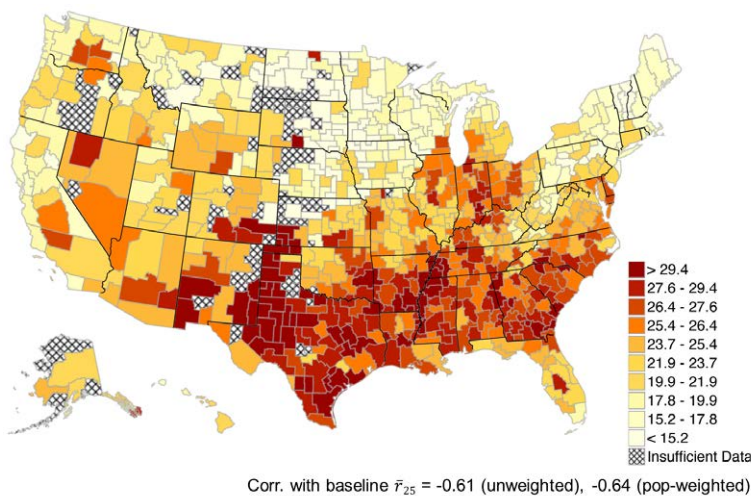 > 29.4
27.6 - 29.4
26.4 - 27.6
25.4 - 26.4
23.7 - 25.4
21.9 - 23.7
19.9 - 21.9
17.8 - 19.9
15.2 - 17.8
< 15.2
Insufficient Data
Corr. with baseline r̄₂₅ = -0.61 (unweighted), -0.64 (pop-weighted)